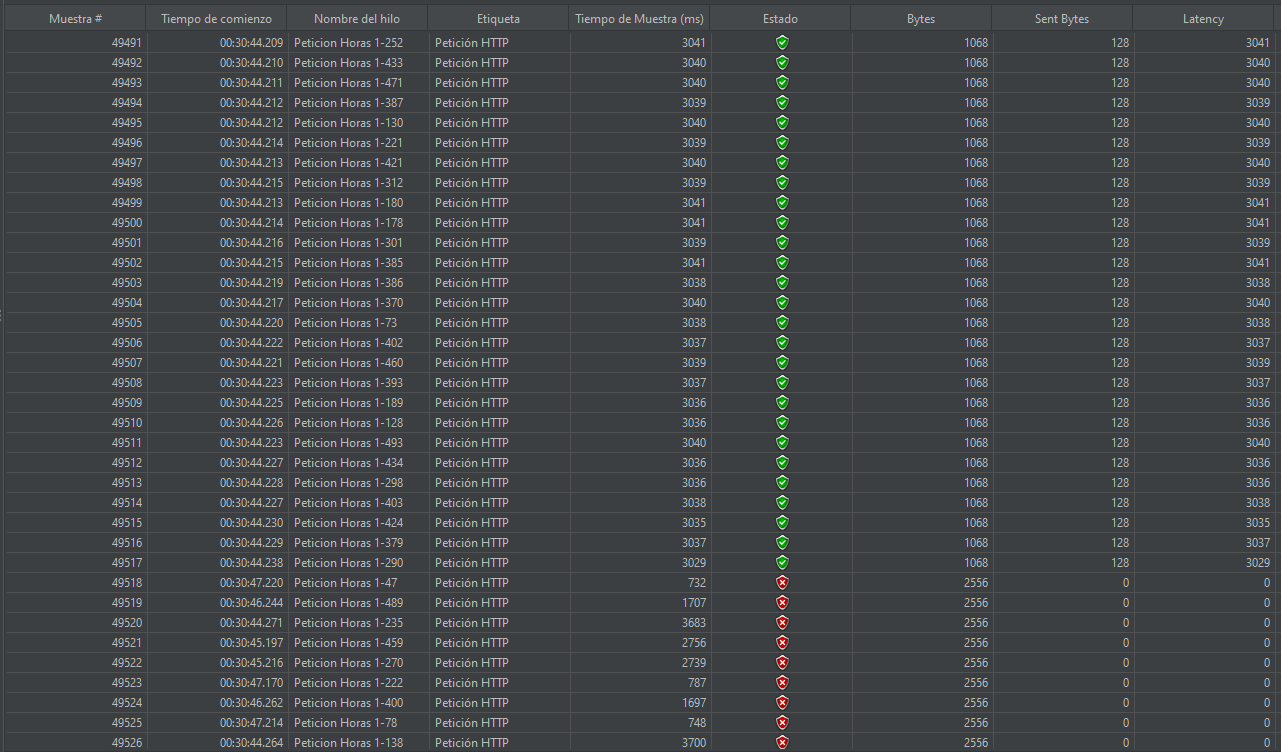 Muestra # Tiempo de comienzo Nombre del hilo Etiqueta Tiempo de Muestra (ms) Estado Bytes Sent Bytes Latency
49491 00:30:44.209 Peticion Horas 1-252 Petición HTTP 3041 1068 128 3041
49492 00:30:44.210 Peticion Horas 1-433 Petición HTTP 3040 1068 128 3040
49493 00:30:44.211 Peticion Horas 1-471 Petición HTTP 3040 1068 128 3040
49494 00:30:44.212 Peticion Horas 1-387 Petición HTTP 3039 1068 128 3039
49495 00:30:44.212 Peticion Horas 1-130 Petición HTTP 3040 1068 128 3040
49496 00:30:44.214 Peticion Horas 1-221 Petición HTTP 3039 1068 128 3039
49497 00:30:44.213 Peticion Horas 1-421 Petición HTTP 3040 1068 128 3040
49498 00:30:44.215 Peticion Horas 1-312 Petición HTTP 3039 1068 128 3039
49499 00:30:44.213 Peticion Horas 1-180 Petición HTTP 3041 1068 128 3041
49500 00:30:44.214 Peticion Horas 1-178 Petición HTTP 3041 1068 128 3041
49501 00:30:44.216 Peticion Horas 1-301 Petición HTTP 3039 1068 128 3039
49502 00:30:44.215 Peticion Horas 1-385 Petición HTTP 3041 1068 128 3041
49503 00:30:44.219 Peticion Horas 1-386 Petición HTTP 3038 1068 128 3038
49504 00:30:44.217 Peticion Horas 1-370 Petición HTTP 3040 1068 128 3040
49505 00:30:44.220 Peticion Horas 1-73 Petición HTTP 3038 1068 128 3038
49506 00:30:44.222 Peticion Horas 1-402 Petición HTTP 3037 1068 128 3037
49507 00:30:44.221 Peticion Horas 1-460 Petición HTTP 3039 1068 128 3039
49508 00:30:44.223 Peticion Horas 1-393 Petición HTTP 3037 1068 128 3037
49509 00:30:44.225 Peticion Horas 1-189 Petición HTTP 3036 1068 128 3036
49510 00:30:44.226 Peticion Horas 1-128 Petición HTTP 3036 1068 128 3036
49511 00:30:44.223 Peticion Horas 1-493 Petición HTTP 3040 1068 128 3040
49512 00:30:44.227 Peticion Horas 1-434 Petición HTTP 3036 1068 128 3036
49513 00:30:44.228 Peticion Horas 1-298 Petición HTTP 3036 1068 128 3036
49514 00:30:44.227 Peticion Horas 1-403 Petición HTTP 3038 1068 128 3038
49515 00:30:44.230 Peticion Horas 1-424 Petición HTTP 3035 1068 128 3035
49516 00:30:44.229 Peticion Horas 1-379 Petición HTTP 3037 1068 128 3037
49517 00:30:44.238 Peticion Horas 1-290 Petición HTTP 3029 1068 128 3029
49518 00:30:47.220 Peticion Horas 1-47 Petición HTTP 732 2556 0 0
49519 00:30:46.244 Peticion Horas 1-489 Petición HTTP 1707 2556 0 0
49520 00:30:44.271 Peticion Horas 1-235 Petición HTTP 3683 2556 0 0
49521 00:30:45.197 Peticion Horas 1-459 Petición HTTP 2756 2556 0 0
49522 00:30:45.216 Peticion Horas 1-270 Petición HTTP 2739 2556 0 0
49523 00:30:47.170 Peticion Horas 1-222 Petición HTTP 787 2556 0 0
49524 00:30:46.262 Peticion Horas 1-400 Petición HTTP 1697 2556 0 0
49525 00:30:47.214 Peticion Horas 1-78 Petición HTTP 748 2556 0 0
49526 00:30:44.264 Peticion Horas 1-138 Petición HTTP 3700 2556 0 0